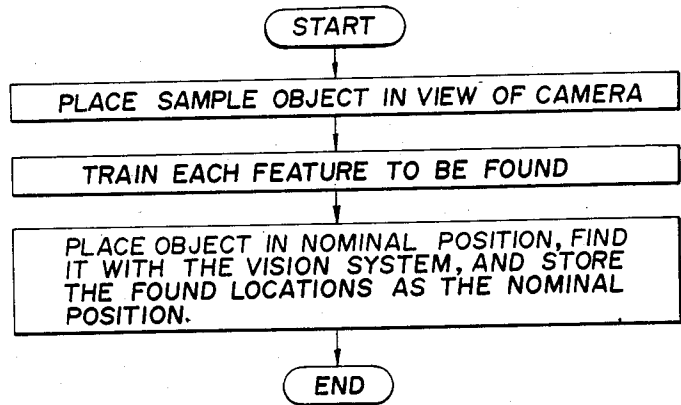 START
PLACE SAMPLE OBJECT IN VIEW OF CAMERA
TRAIN EACH FEATURE TO BE FOUND
PLACE OBJECT IN NOMINAL POSITION, FIND
IT WITH THE VISION SYSTEM, AND STORE
THE FOUND LOCATIONS AS THE NOMINAL
POSITION.
END